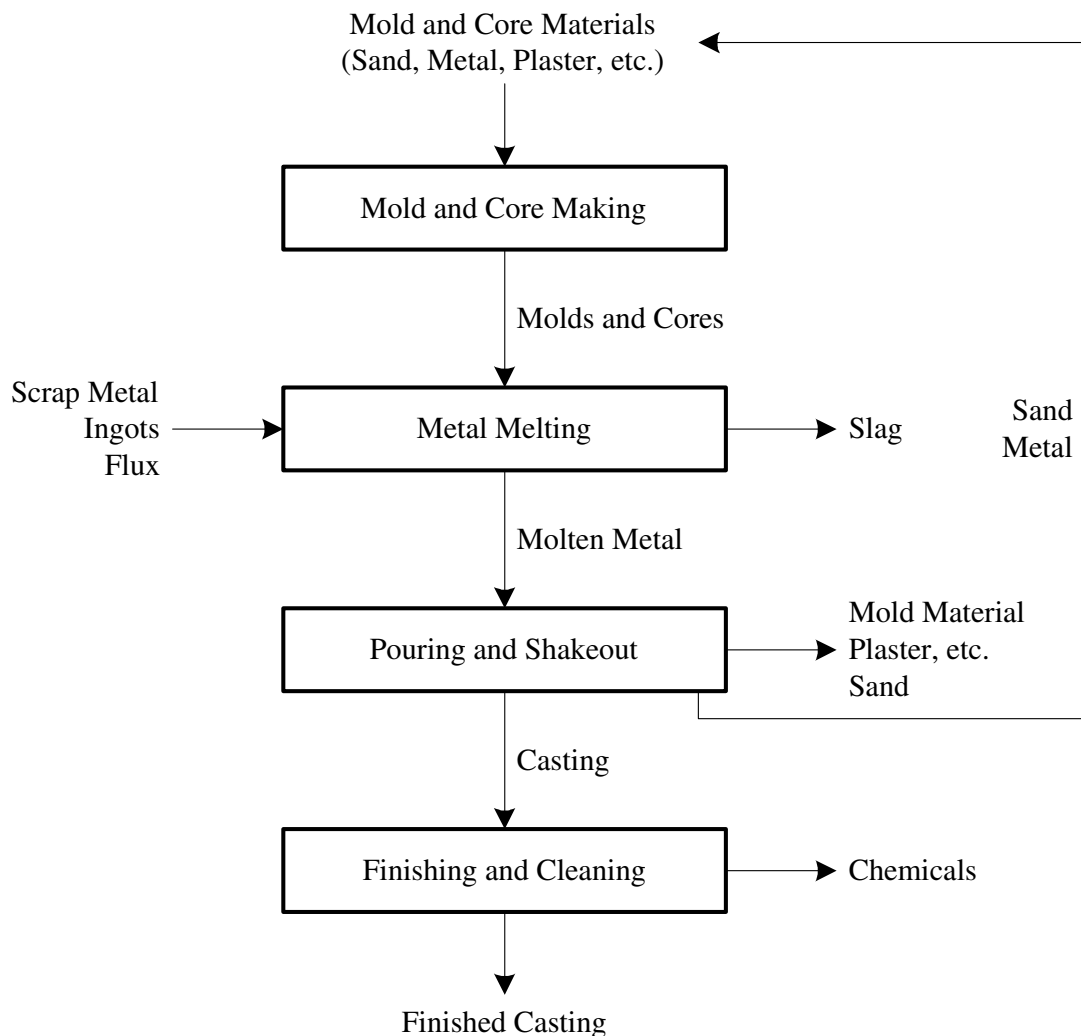 Mold and Core Materials
(Sand, Metal, Plaster, etc.)
Mold and Core Making
Molds and Cores
Scrap Metal
Ingots
Flux
Metal Melting
Slag
Sand
Metal
Molten Metal
Pouring and Shakeout
Mold Material
Plaster, etc.
Sand
Casting
Finishing and Cleaning
Chemicals
Finished Casting